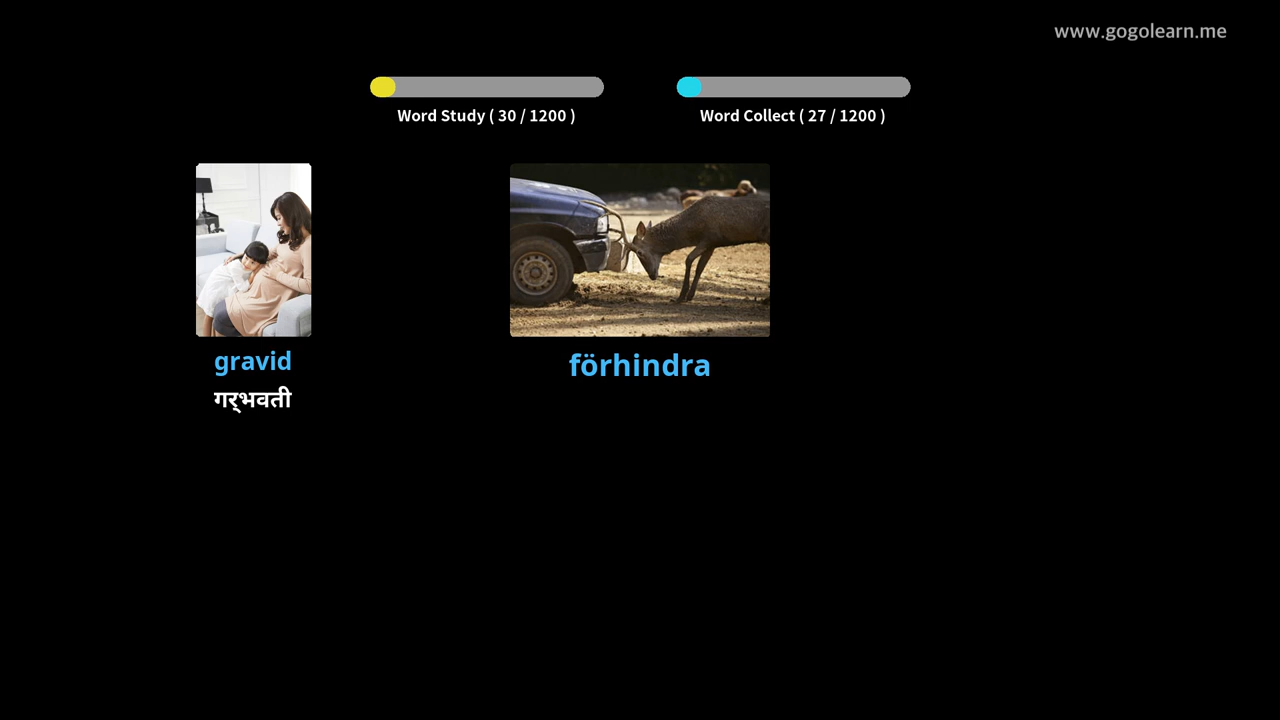 www.gogolearn.me
Word Study ( 30 / 1200 )
Word Collect ( 27 / 1200 )
gravid
गर्भवती
förhindra